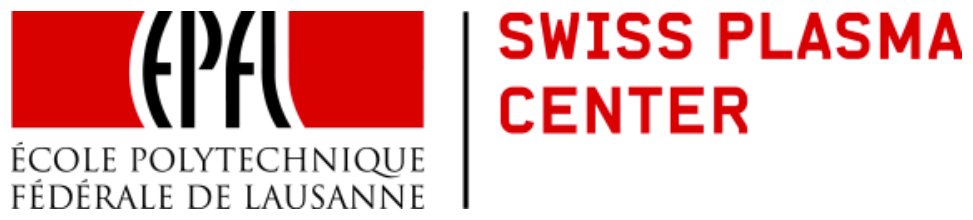 EPFL
ÉCOLE POLYTECHNIQUE
FÉDÉRALE DE LAUSANNE
SWISS PLASMA
CENTER